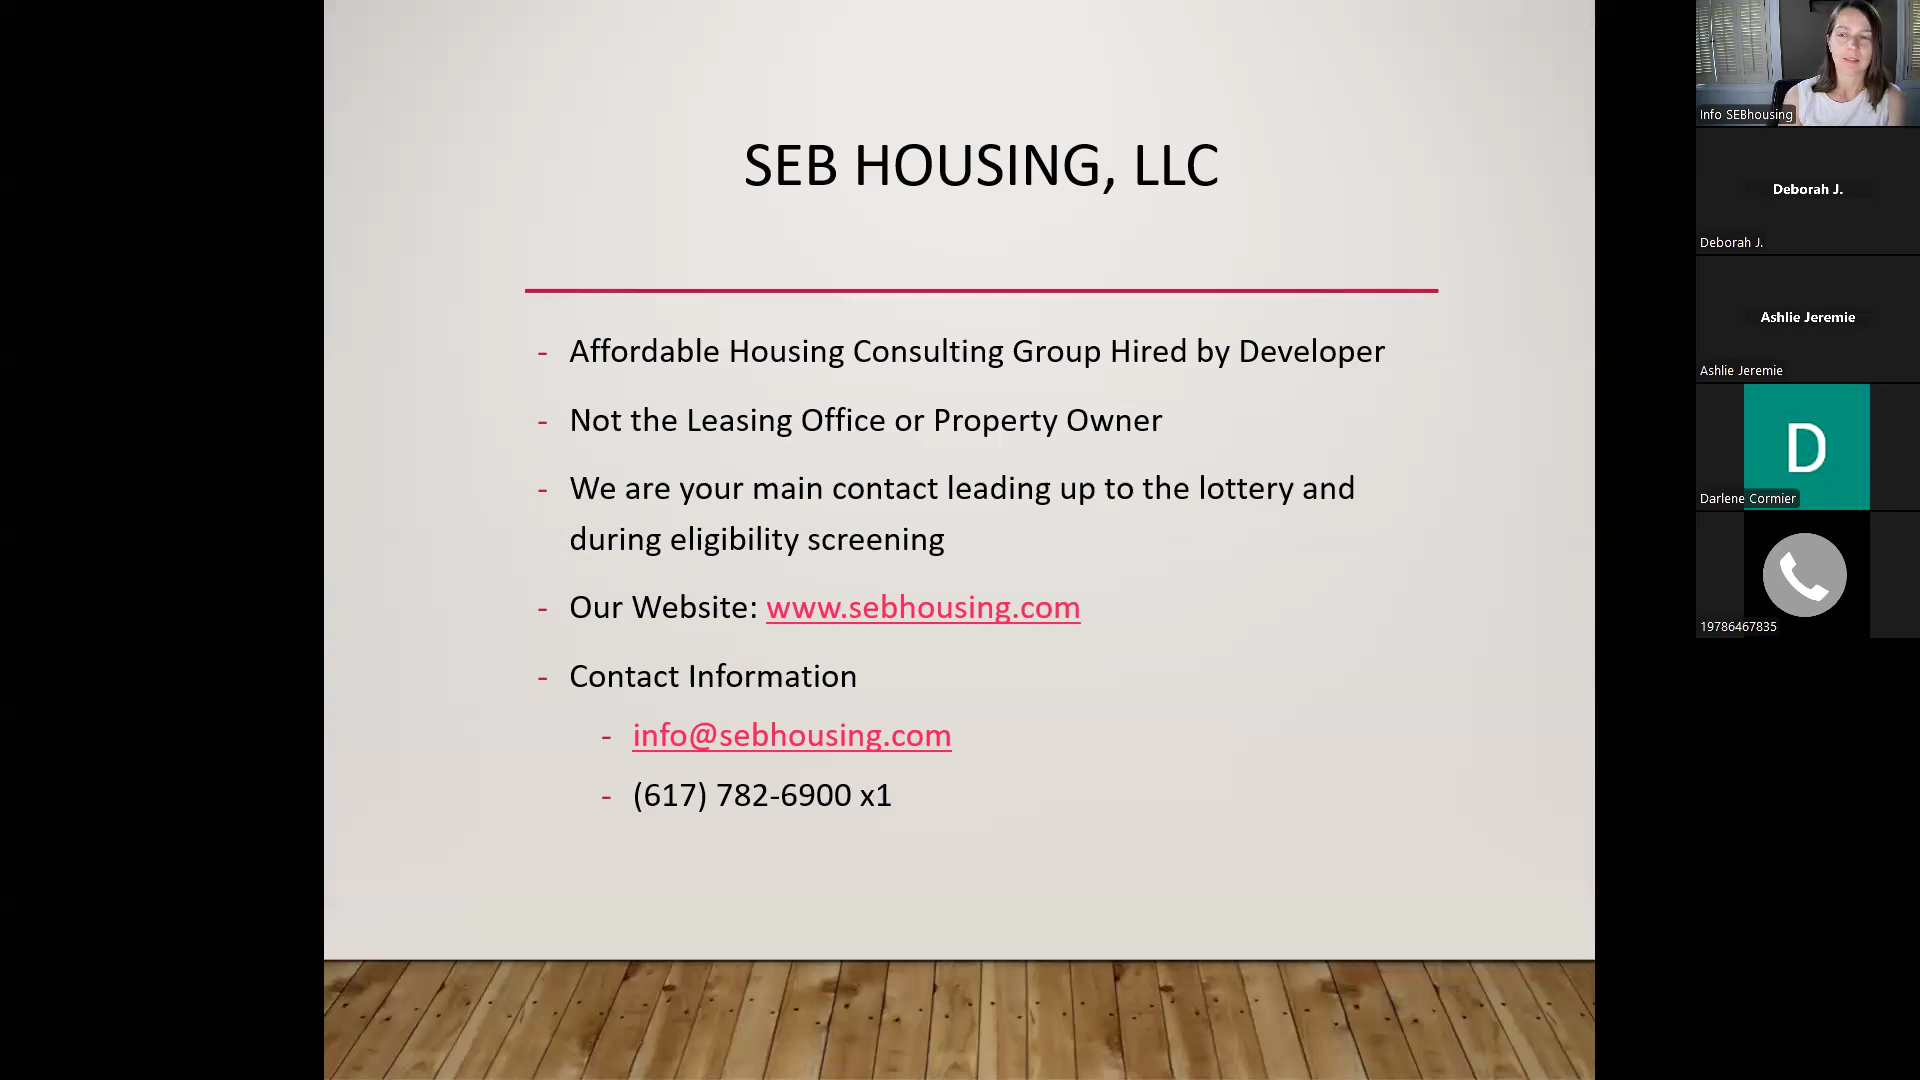 SEB HOUSING, LLC
- Affordable Housing Consulting Group Hired by Developer
- Not the Leasing Office or Property Owner
- We are your main contact leading up to the lottery and
during eligibility screening
- Our Website: www.sebhousing.com
- Contact Information
- info@sebhousing.com
- (617) 782-6900 x1
Info SEBhousing
Deborah J.
Deborah J.
Ashlie Jeremie
Ashlie Jeremie
D
Darlene Cormier
19786467835